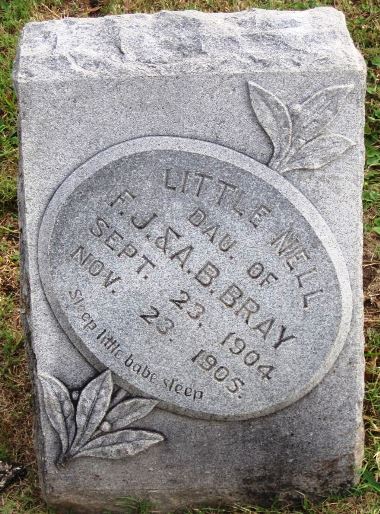 LITTLE NELL
DAU. OF
F. J. & A. B. BRAY
SEPT. 23, 1904
NOV. 23. 1905.
Sleep little babe sleep